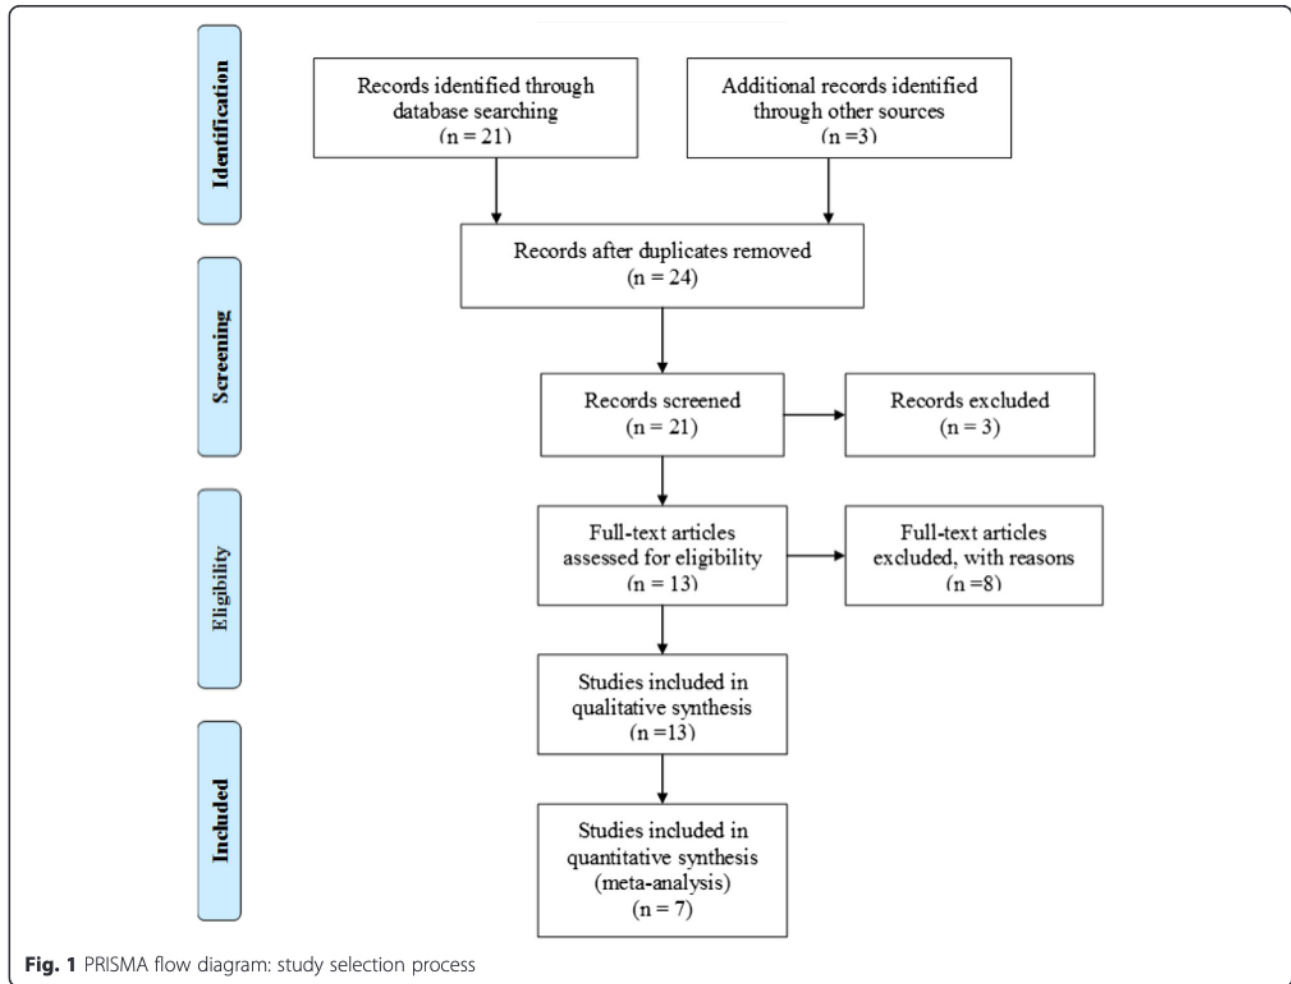 Identification
Records identified through
database searching
(n = 21)
Additional records identified
through other sources
(n =3)
Records after duplicates removed
(n = 24)
Screening
Records screened
(n = 21)
Records excluded
(n = 3)
Eligibility
Full-text articles
assessed for eligibility
(n = 13)
Full-text articles
excluded, with reasons
(n =8)
Studies included in
qualitative synthesis
(n =13)
Included
Studies included in
quantitative synthesis
(meta-analysis)
(n = 7)
Fig. 1 PRISMA flow diagram: study selection process